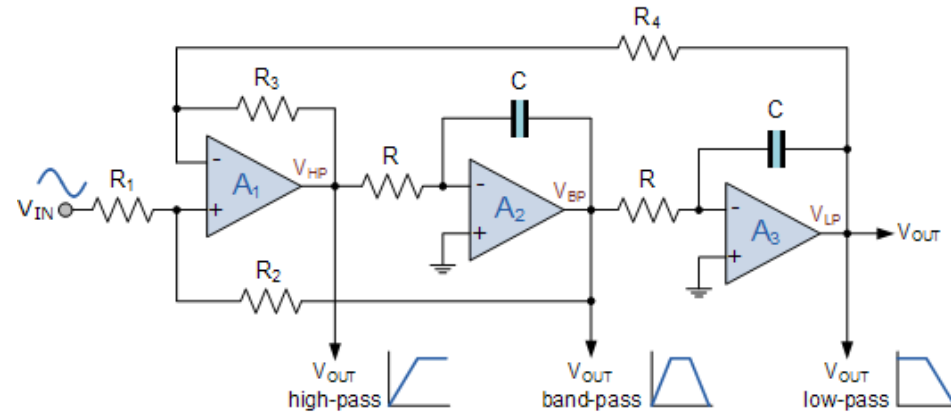 R4
R3
C
C
R1
VIN
-
+
A1
VHP
R
-
+
A2
VBP
R
-
+
A3
VLP
VOUT
R2
VOUT
high-pass
VOUT
band-pass
VOUT
low-pass